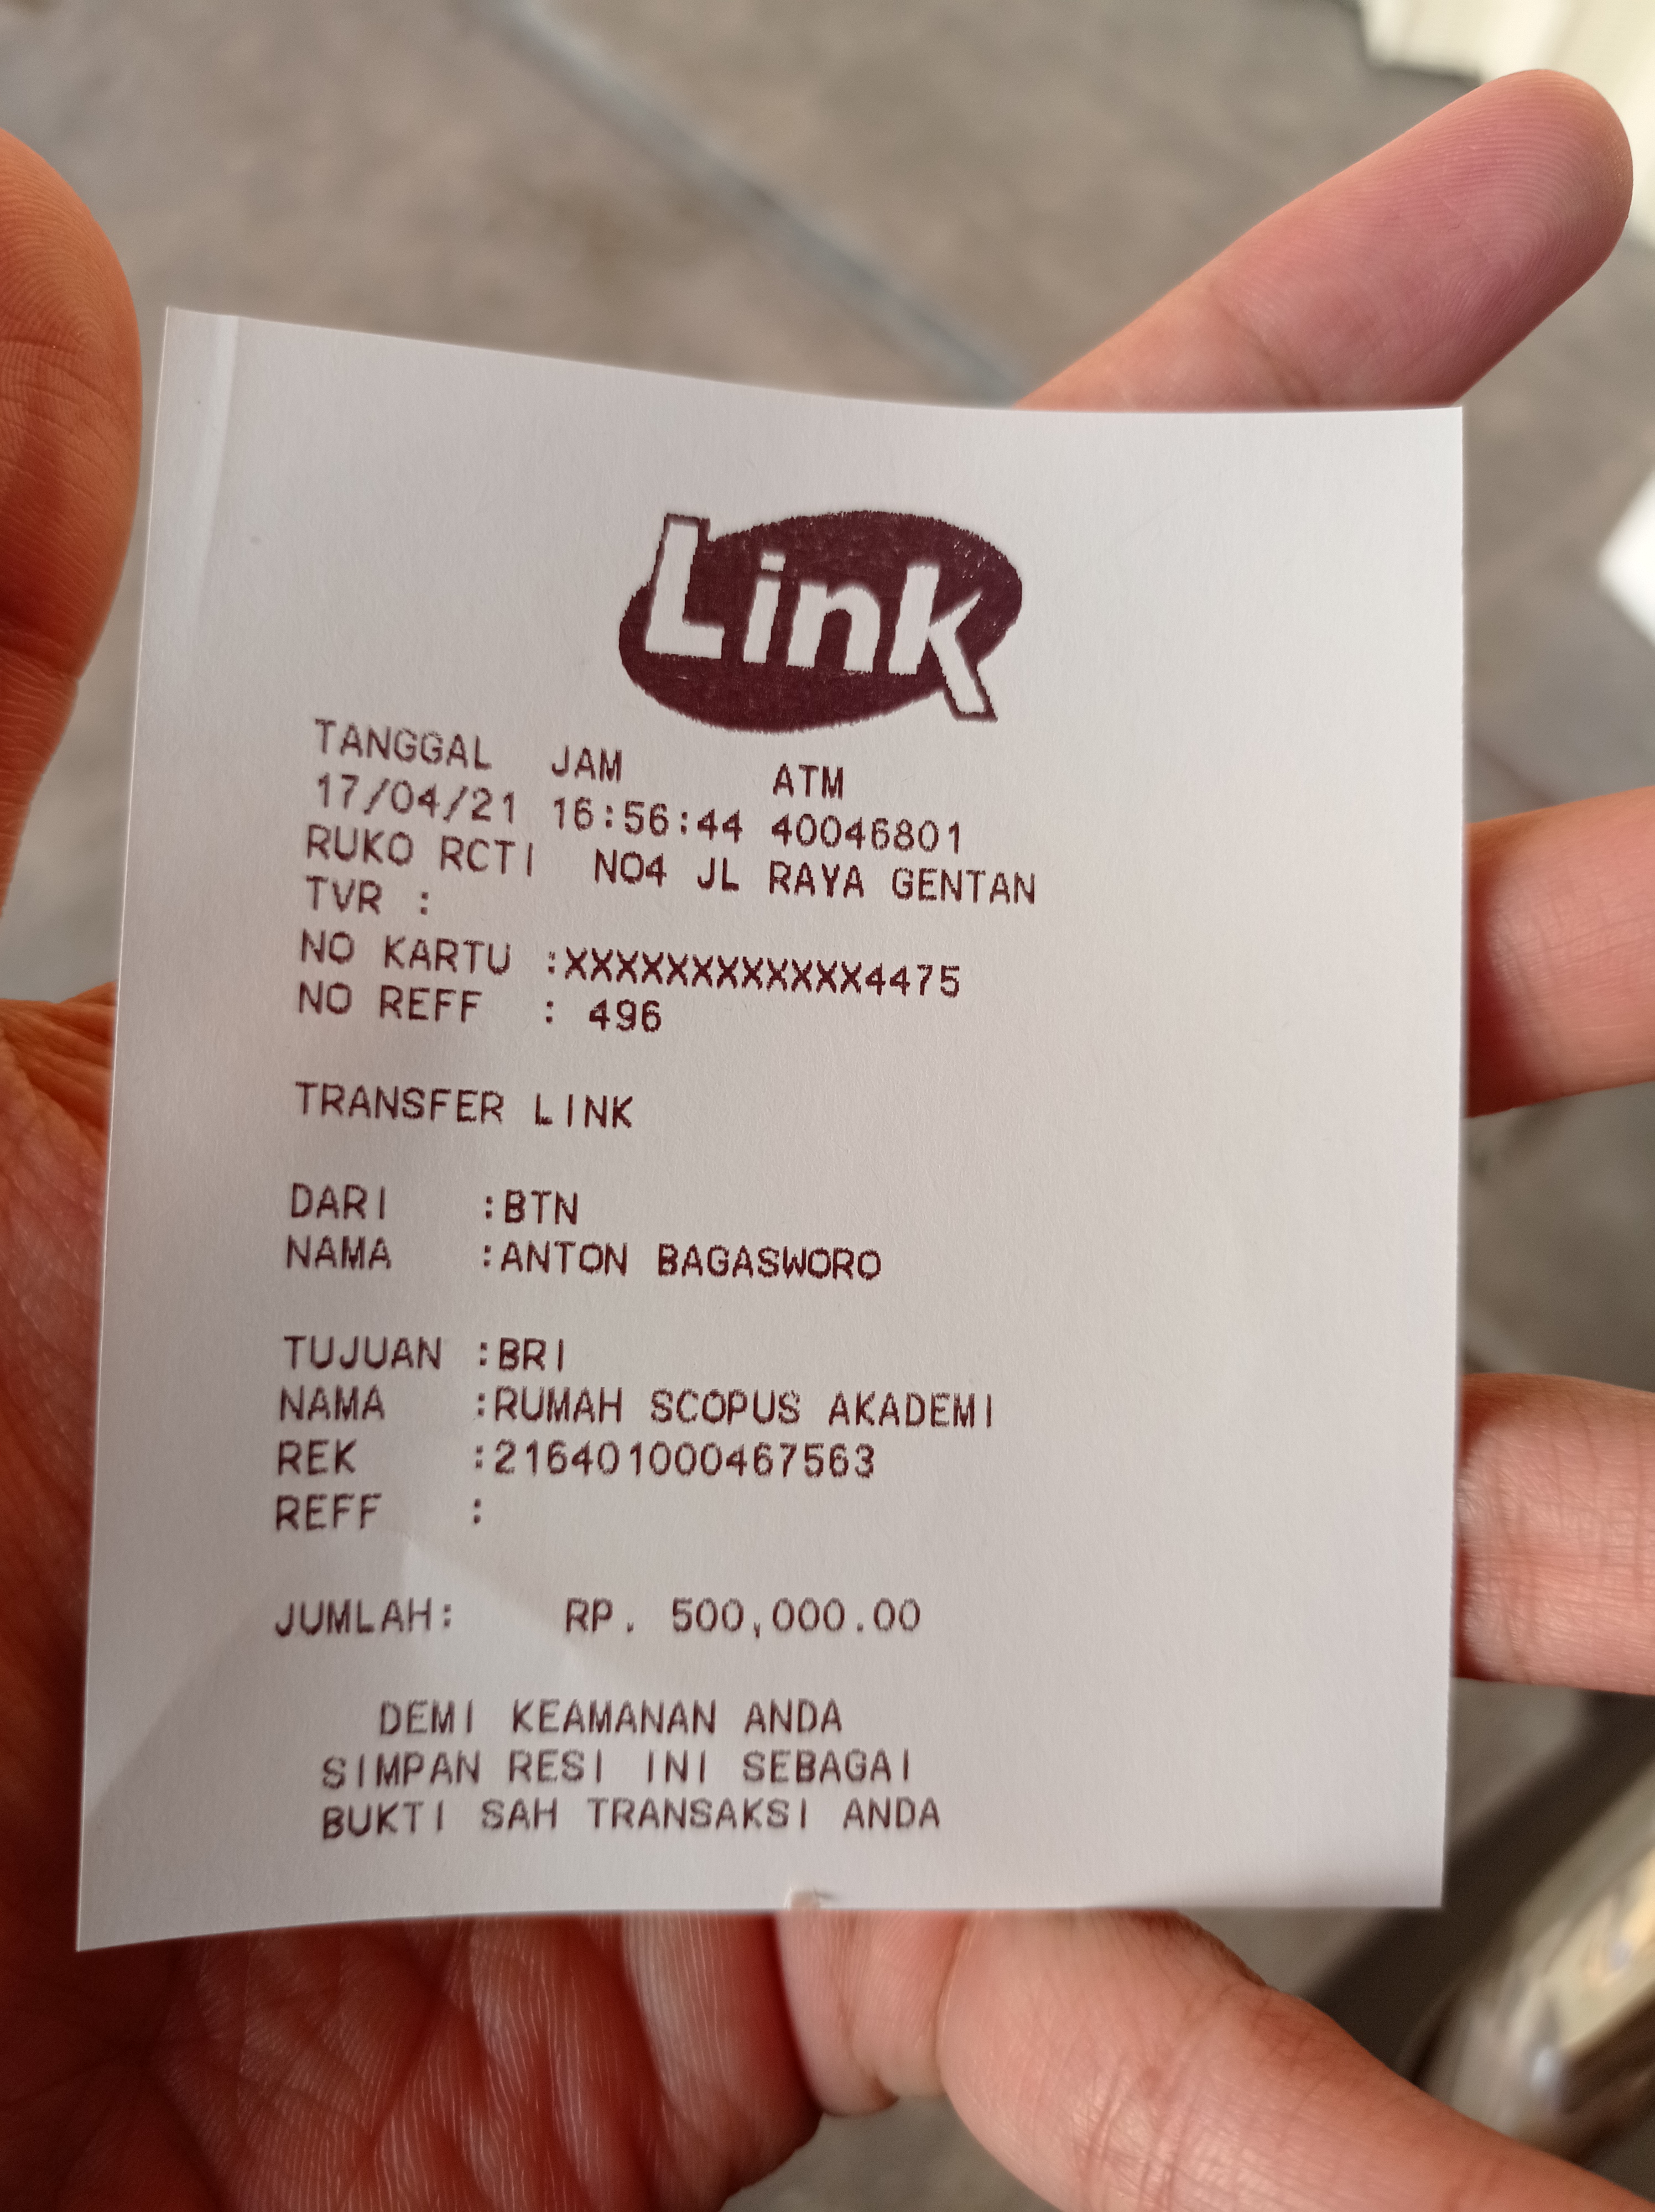 Link
TANGGAL JAM ATM
17/04/21 16:56:44 40046801
RUKO RCTI NO4 JL RAYA GENTAN
TVR :
NO KARTU :XXXXXXXXXXXX4475
NO REFF : 496
TRANSFER LINK
DARI :BTN
NAMA :ANTON BAGASWORO
TUJUAN :BRI
NAMA :RUMAH SCOPUS AKADEMI
REK :216401000467563
REFF :
JUMLAH: RP. 500,000.00
DEMI KEAMANAN ANDA
SIMPAN RESI INI SEBAGAI
BUKTI SAH TRANSAKSI ANDA